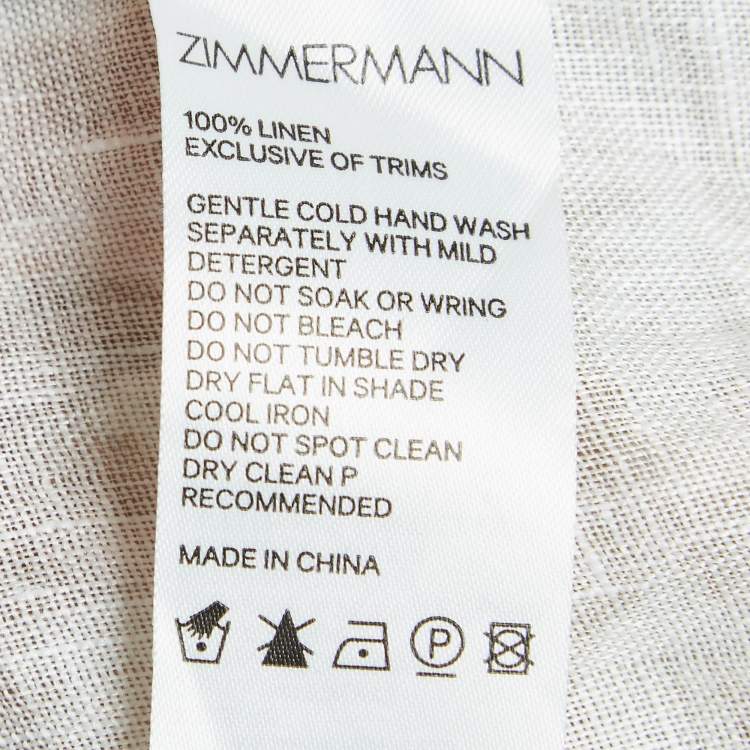 ZIMMERMANN
100% LINEN
EXCLUSIVE OF TRIMS
GENTLE COLD HAND WASH
SEPARATELY WITH MILD
DETERGENT
DO NOT SOAK OR WRING
DO NOT BLEACH
DO NOT TUMBLE DRY
DRY FLAT IN SHADE
COOL IRON
DO NOT SPOT CLEAN
DRY CLEAN P
RECOMMENDED
MADE IN CHINA
P